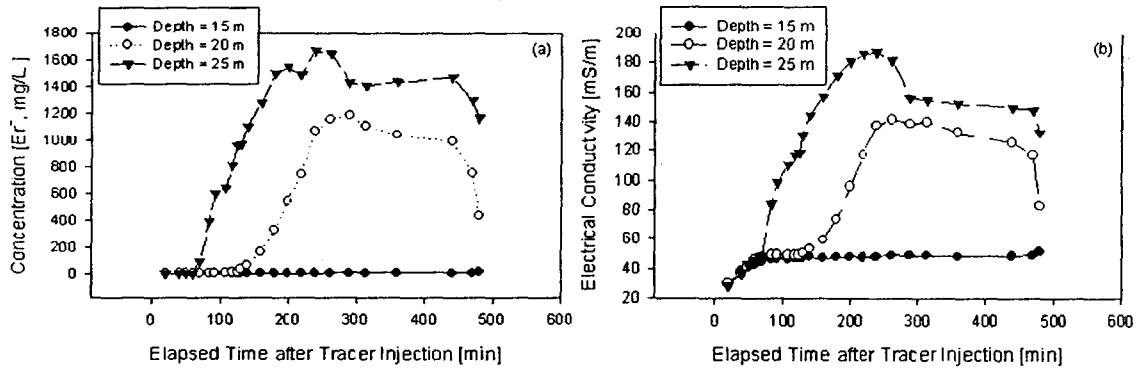 Depth = 15 m
Depth = 20 m
Depth = 25 m
(a)
Concentration [Er-, mg/L]
1800
1600
1400
1200
1000
800
600
400
200
0
0 100 200 300 400 500 600
Elapsed Time after Tracer Injection [min]
Depth = 15 m
Depth = 20 m
Depth = 25 m
(b)
Electrical Conductivity [mS/m]
200
180
160
140
120
100
80
60
40
20
0 100 200 300 400 500 600
Elapsed Time after Tracer Injection [min]